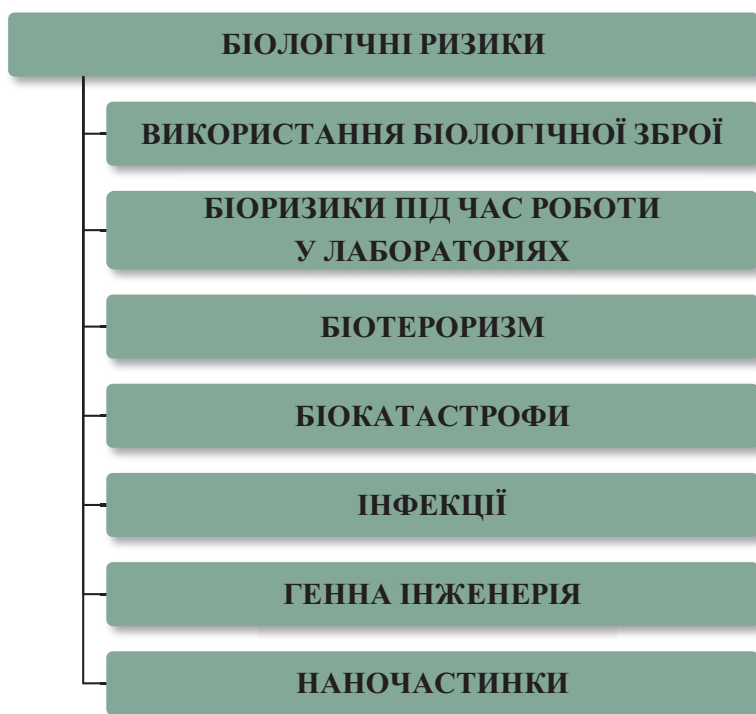 БІОЛОГІЧНІ РИЗИКИ
ВИКОРИСТАННЯ БІОЛОГІЧНОЇ ЗБРОЇ
БІОРИЗИКИ ПІД ЧАС РОБОТИ
У ЛАБОРАТОРІЯХ
БІОТЕРОРИЗМ
БІОКАТАСТРОФИ
ІНФЕКЦІЇ
ГЕННА ІНЖЕНЕРІЯ
НАНОЧАСТИНКИ